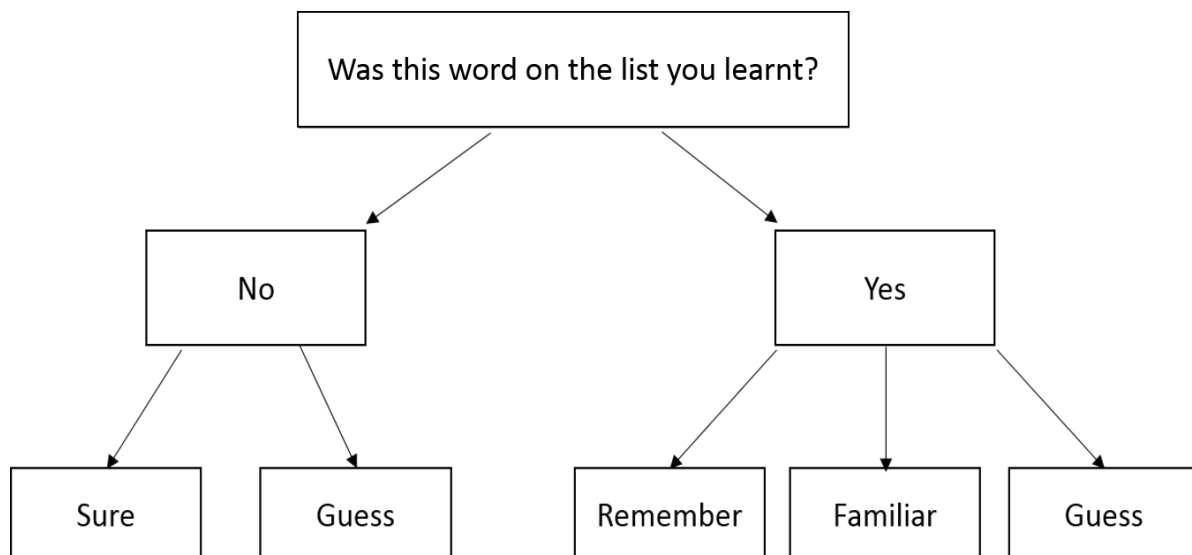 Was this word on the list you learnt?
No
Yes
Sure
Guess
Remember
Familiar
Guess